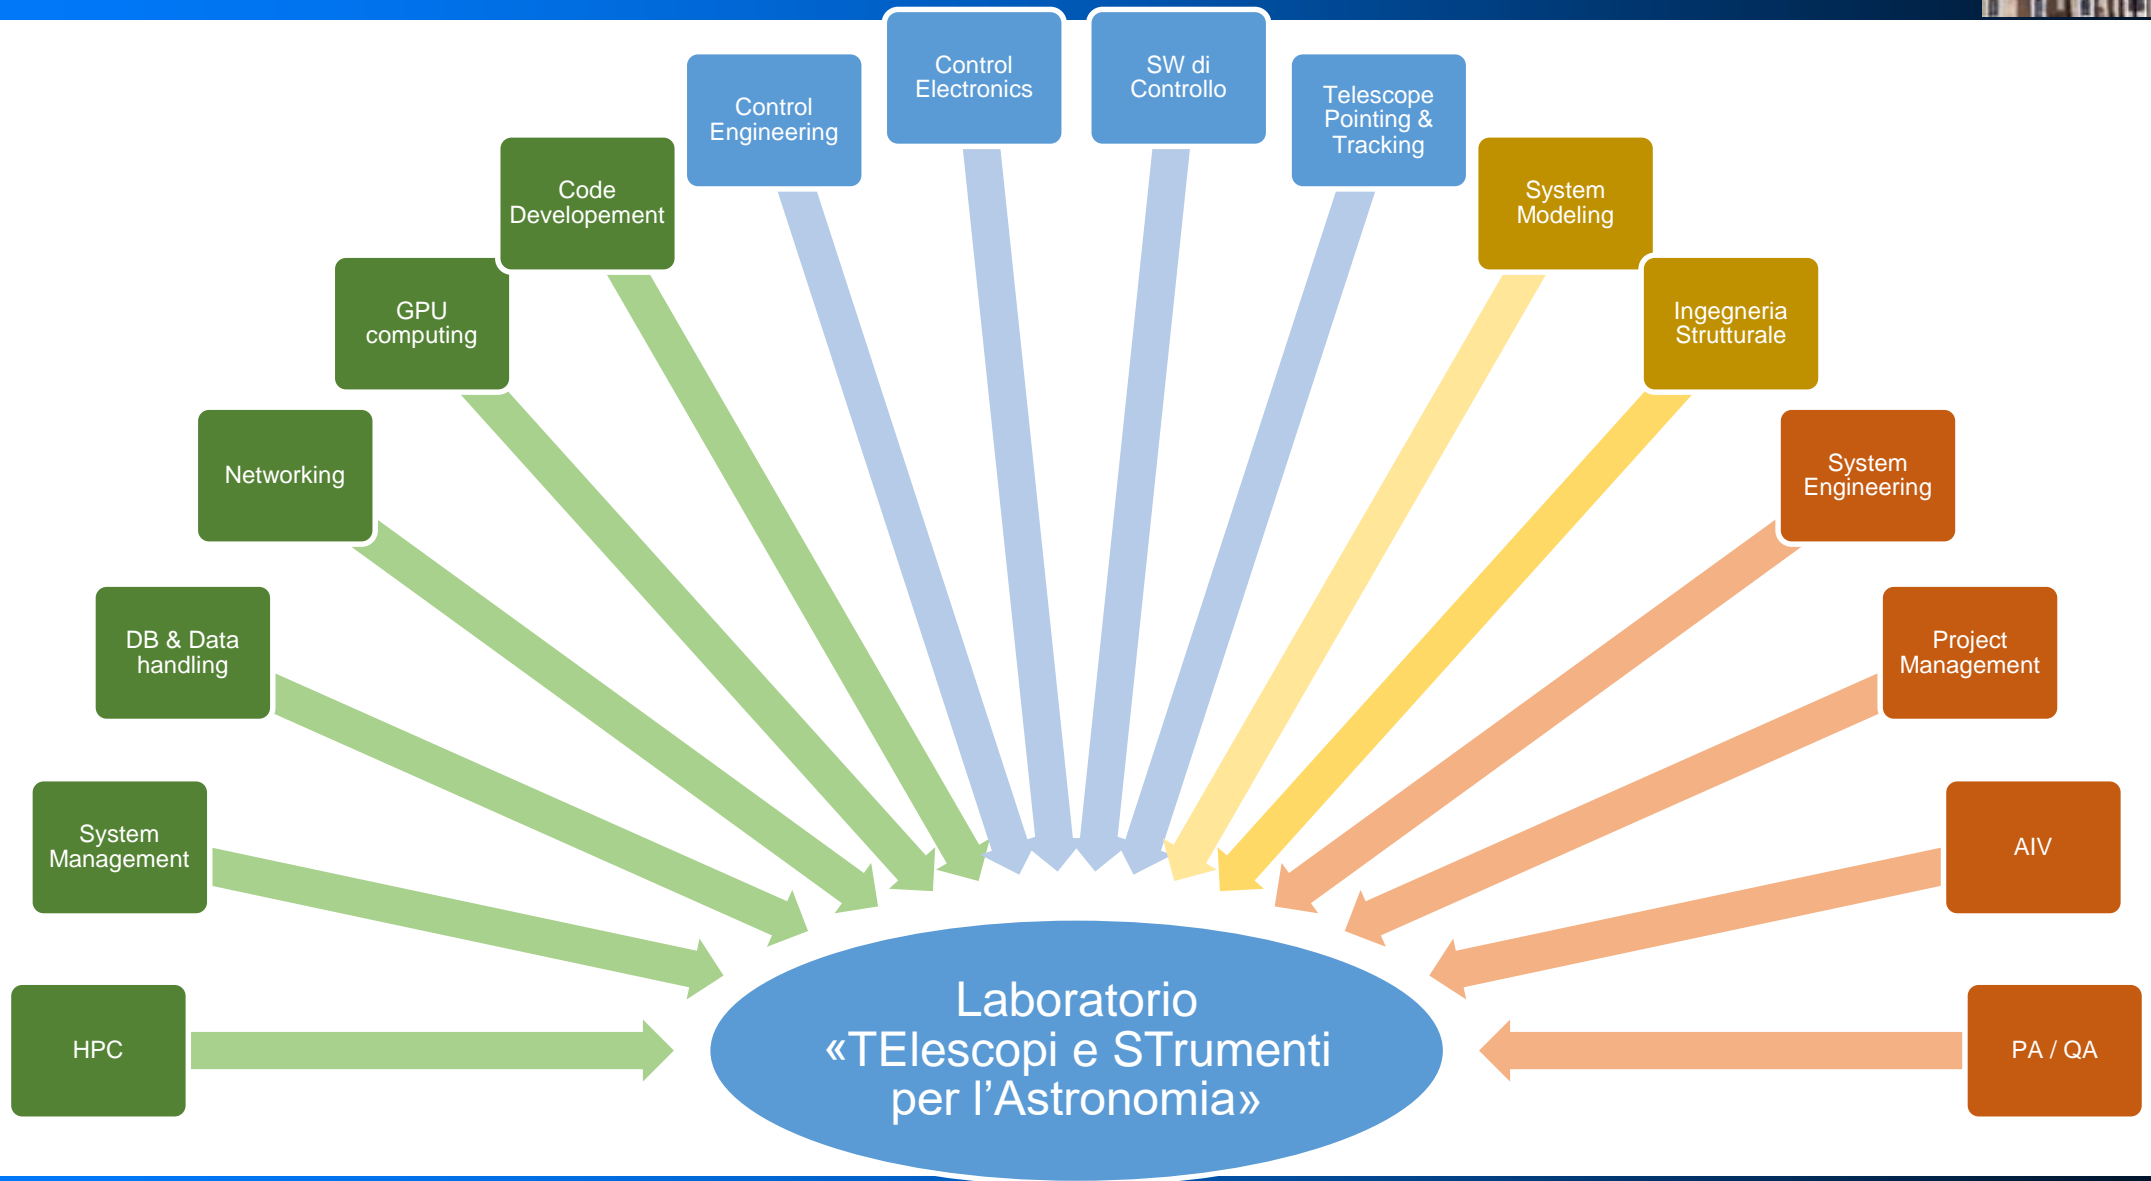 HPC
System
Management
DB & Data
handling
Networking
GPU
computing
Code
Developement
Control
Engineering
Control
Electronics
SW di
Controllo
Telescope
Pointing &
Tracking
System
Modeling
Ingegneria
Strutturale
System
Engineering
Project
Management
AIV
PA / QA
Laboratorio
«TElescopi e STrumenti
per l’Astronomia»